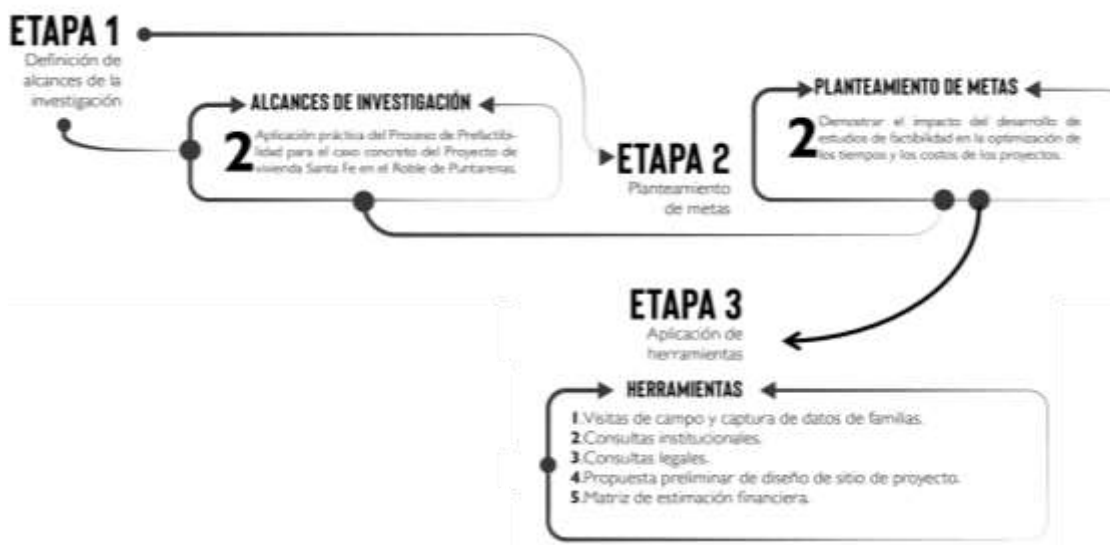 ETAPA 1
Definición de
alcances de la
investigación
ALCANCES DE INVESTIGACIÓN
2
Aplicación práctica del Proceso de Prefactib-
ilidad para el caso concreto del Proyecto de
vivienda Santa Fe en el Roble de Puntarenas.
ETAPA 2
Planteamiento
de metas
PLANTEAMIENTO DE METAS
2
Demostrar el impacto del desarrollo de
estudios de factibilidad en la optimización de
los tiempos y los costos de los proyectos.
ETAPA 3
Aplicación de
herramientas
HERRAMIENTAS
1.Visitas de campo y captura de datos de familias.
2.Consultas institucionales.
3.Consultas legales.
4.Propuesta preliminar de diseño de sitio de proyecto.
5.Matriz de estimación financiera.